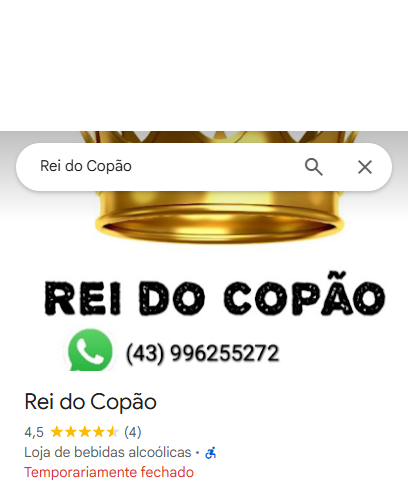 Rei do Copão
REI DO COPÃO
(43) 996255272
Rei do Copão
4,5 (4)
Loja de bebidas alcoólicas ·
Temporariamente fechado